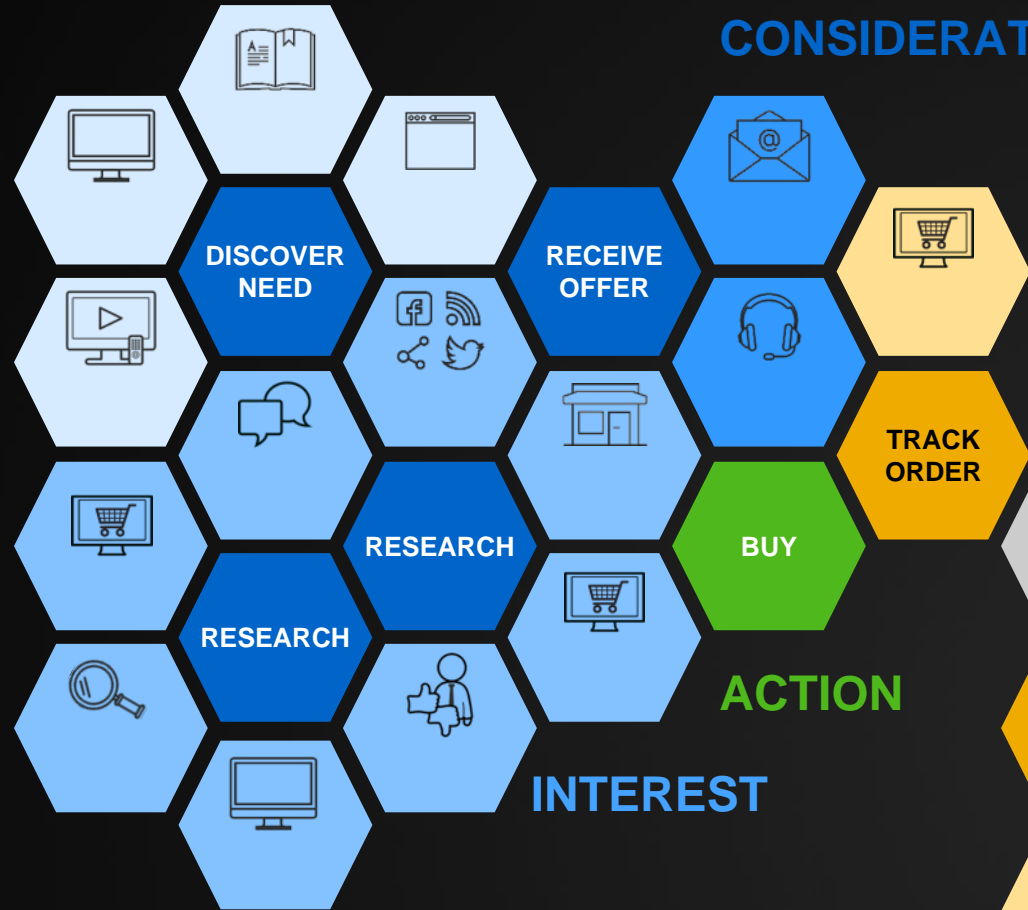 CONSIDERAT
DISCOVER
NEED
RECEIVE
OFFER
TRACK
ORDER
RESEARCH
BUY
RESEARCH
ACTION
INTEREST